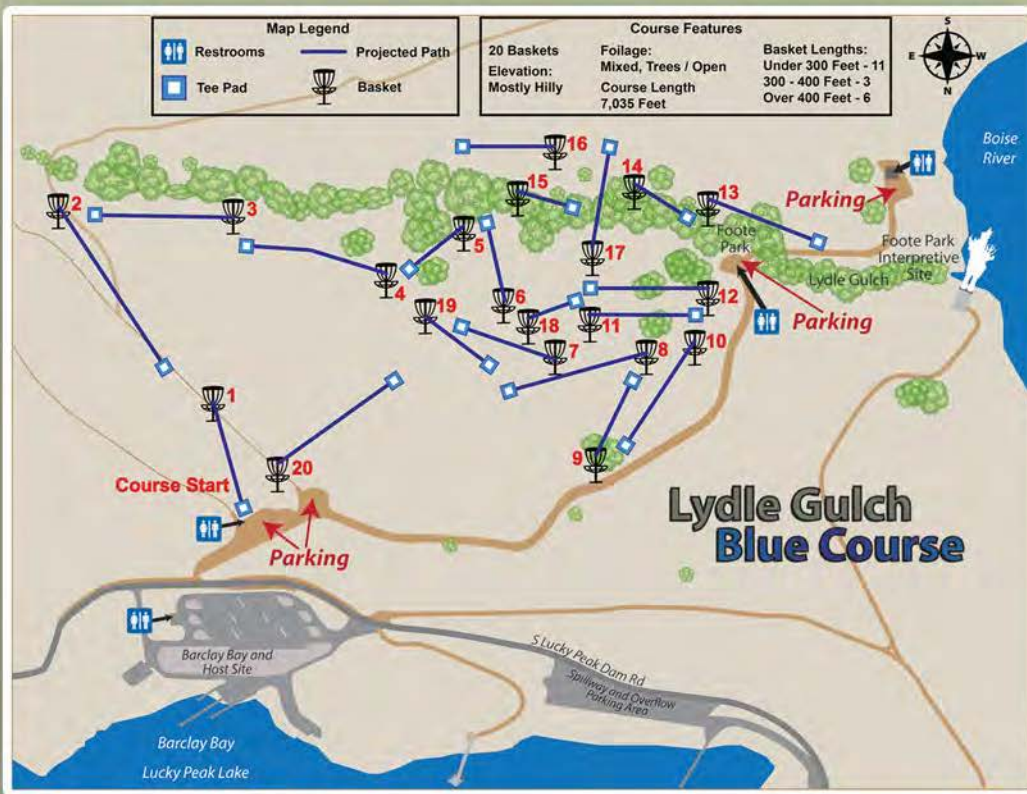 Map Legend
Restrooms
Projected Path
Tee Pad
Basket
Course Features
20 Baskets
Elevation:
Mostly Hilly
Foilage:
Mixed, Trees / Open
Course Length
7,035 Feet
Basket Lengths:
Under 300 Feet - 11
300 - 400 Feet - 3
Over 400 Feet - 6
S
E
W
N
Boise
River
16
15
14
13
2
3
5
17
4
19
6
18
11
12
7
8
10
1
9
20
Parking
Foote
Park
Foote Park
Interpretive
Site
Lydle Gulch
Parking
Course Start
Parking
Lydle Gulch
Blue Course
Barclay Bay and
Host Site
S Lucky Peak Dam Rd
Spillway and Overflow
Parking Area
Barclay Bay
Lucky Peak Lake